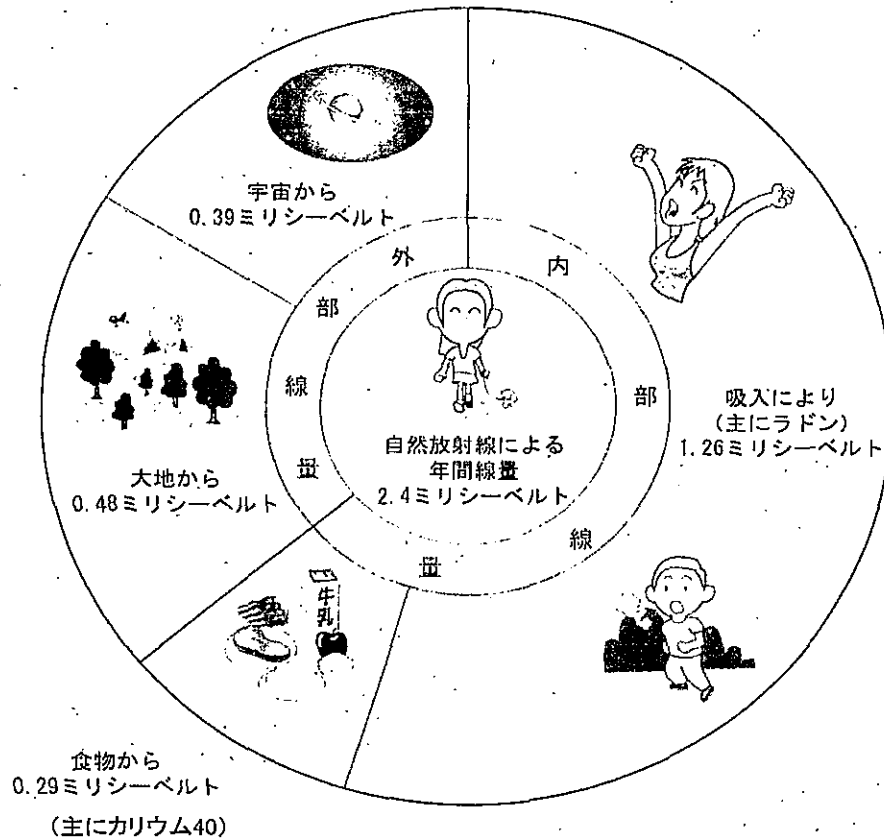 宇宙から
0.39ミリシーベルト
外部線量
内部線量
大地から
0.48ミリシーベルト
自然放射線による
年間線量
2.4ミリシーベルト
吸入により
(主にラドン)
1.26ミリシーベルト
牛乳
食物から
0.29ミリシーベルト
(主にカリウム40)